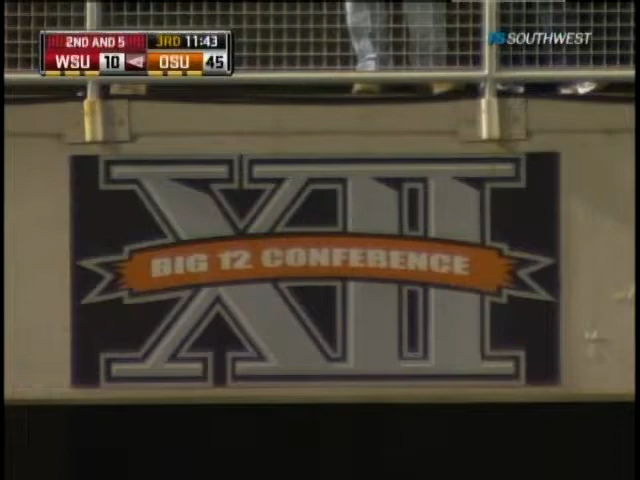 2ND AND 5 3RD 11:43
WSU 10 OSU 45
FS SOUTHWEST
XII
BIG 12 CONFERENCE